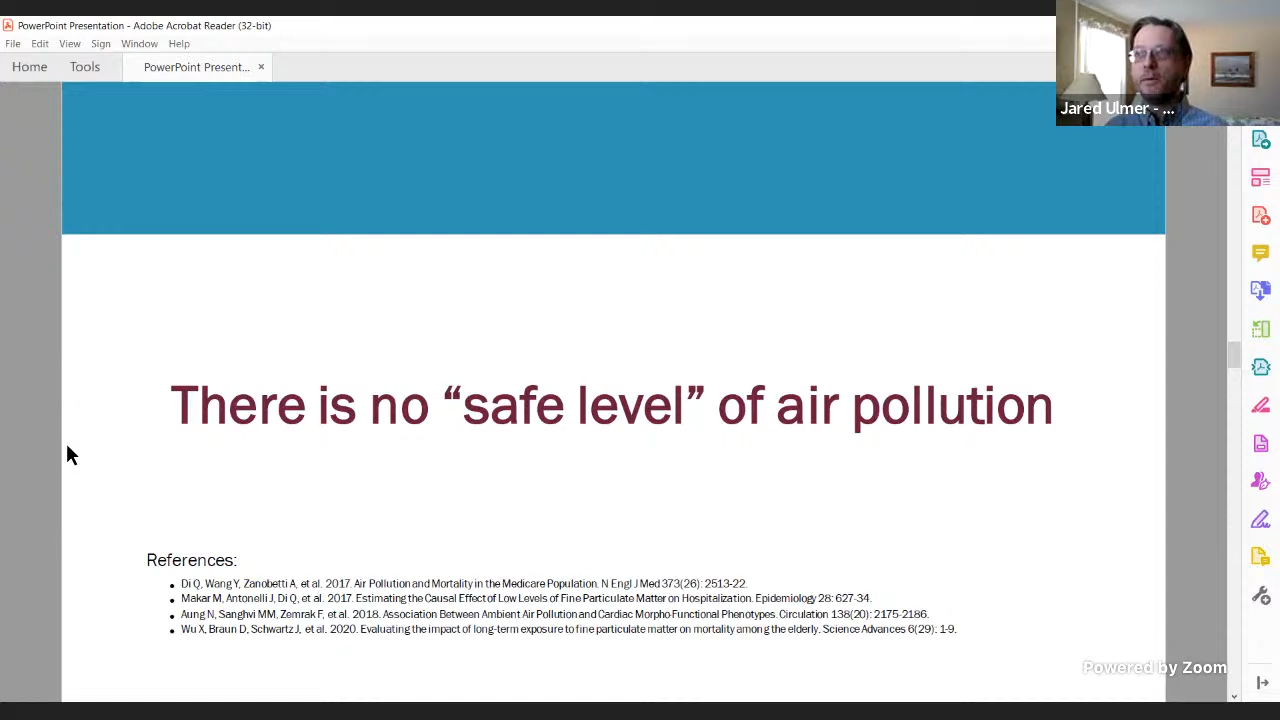 PowerPoint Presentation - Adobe Acrobat Reader (32-bit)
File Edit View Sign Window Help
Home Tools PowerPoint Present... ×
Jared Ulmer - ...
There is no “safe level” of air pollution
References:
• Di Q, Wang Y, Zanobetti A, et al. 2017. Air Pollution and Mortality in the Medicare Population. N Engl J Med 373(26): 2513-22.
• Makar M, Antonelli J, Di Q, et al. 2017. Estimating the Causal Effect of Low Levels of Fine Particulate Matter on Hospitalization. Epidemiology 28: 627-34.
• Aung N, Sanghvi MM, Zemrak F, et al. 2018. Association Between Ambient Air Pollution and Cardiac Morpho-Functional Phenotypes. Circulation 138(20): 2175-2186.
• Wu X, Braun D, Schwartz J, et al. 2020. Evaluating the impact of long-term exposure to fine particulate matter on mortality among the elderly. Science Advances 6(29): 1-9.
Powered by Zoom